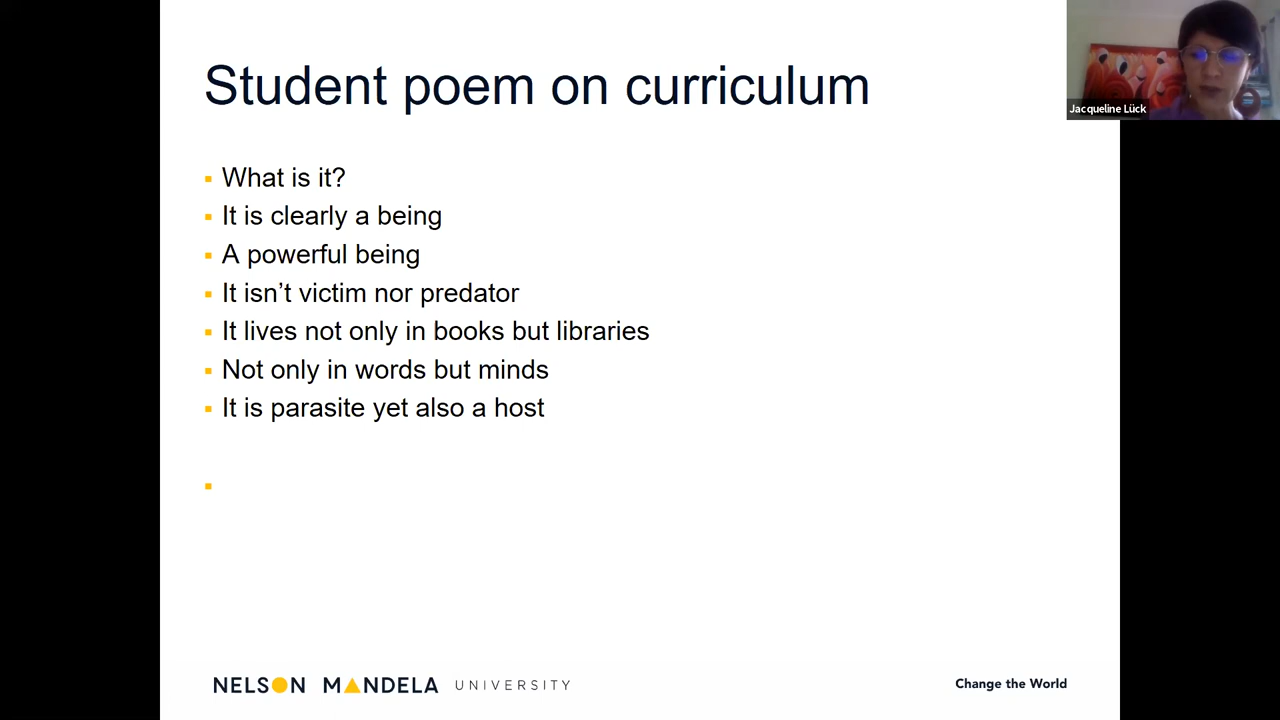 Student poem on curriculum
Jacqueline Lück
What is it?
It is clearly a being
A powerful being
It isn’t victim nor predator
It lives not only in books but libraries
Not only in words but minds
It is parasite yet also a host
NELSON MANDELA UNIVERSITY
Change the World